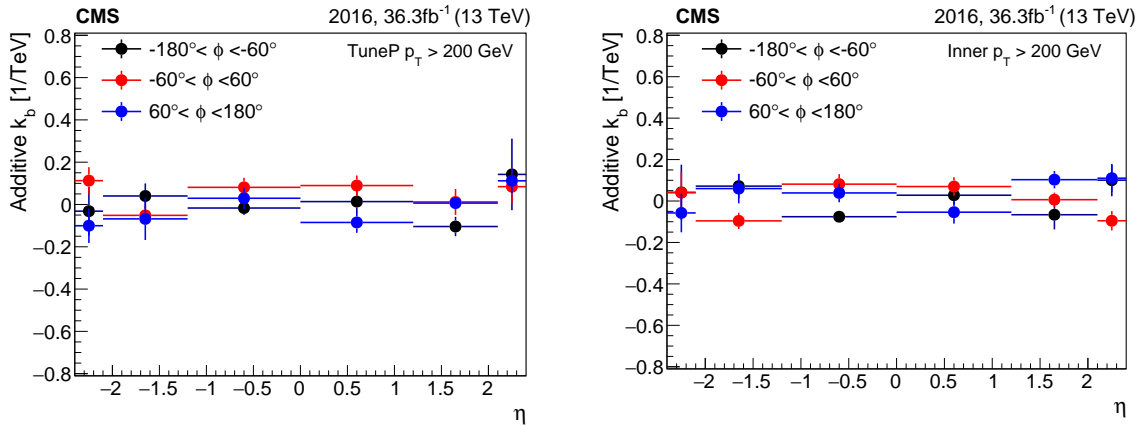 CMS 2016, 36.3fb⁻¹ (13 TeV)
Additive k_b [1/TeV]
-180°< ϕ <-60°
-60°< ϕ <60°
60°< ϕ <180°
TuneP p_T > 200 GeV
0.8
0.6
0.4
0.2
0
−0.2
−0.4
−0.6
−0.8
−2 −1.5 −1 −0.5 0 0.5 1 1.5 2
η
CMS 2016, 36.3fb⁻¹ (13 TeV)
Additive k_b [1/TeV]
-180°< ϕ <-60°
-60°< ϕ <60°
60°< ϕ <180°
Inner p_T > 200 GeV
0.8
0.6
0.4
0.2
0
−0.2
−0.4
−0.6
−0.8
−2 −1.5 −1 −0.5 0 0.5 1 1.5 2
η